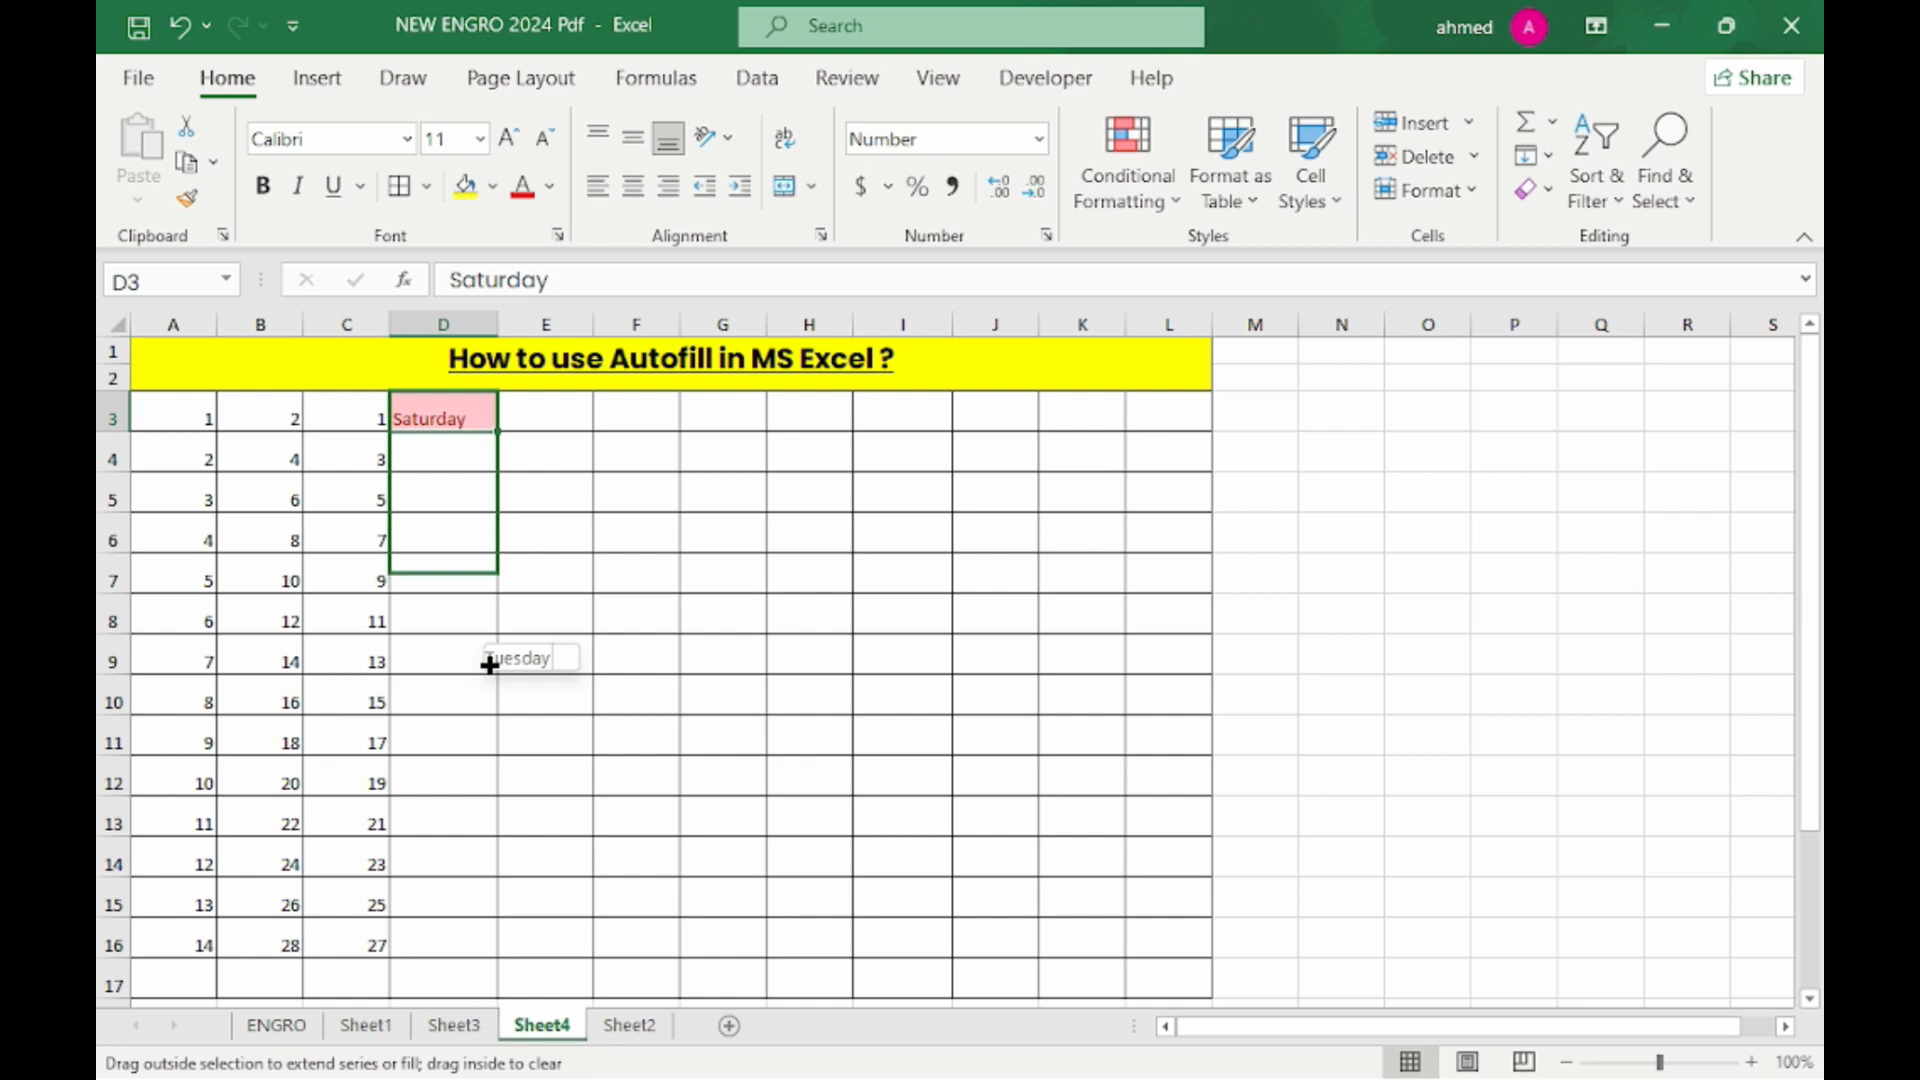 NEW ENGRO 2024 Pdf - Excel
Search
ahmed
A
File Home Insert Draw Page Layout Formulas Data Review View Developer Help
Share
Paste
Calibri 11
Number
Conditional Formatting
Format as Table
Cell Styles
Insert
Delete
Format
Sort & Filter
Find & Select
Clipboard Font Alignment Number Styles Cells Editing
D3 fx Saturday
A B C D E F G H I J K L M N O P Q R S
1 How to use Autofill in MS Excel ?
2
3 1 2 1 Saturday
4 2 4 3
5 3 6 5
6 4 8 7
7 5 10 9
8 6 12 11
9 7 14 13 Tuesday
10 8 16 15
11 9 18 17
12 10 20 19
13 11 22 21
14 12 24 23
15 13 26 25
16 14 28 27
17
ENGRO Sheet1 Sheet3 Sheet4 Sheet2
Drag outside selection to extend series or fill; drag inside to clear
100%